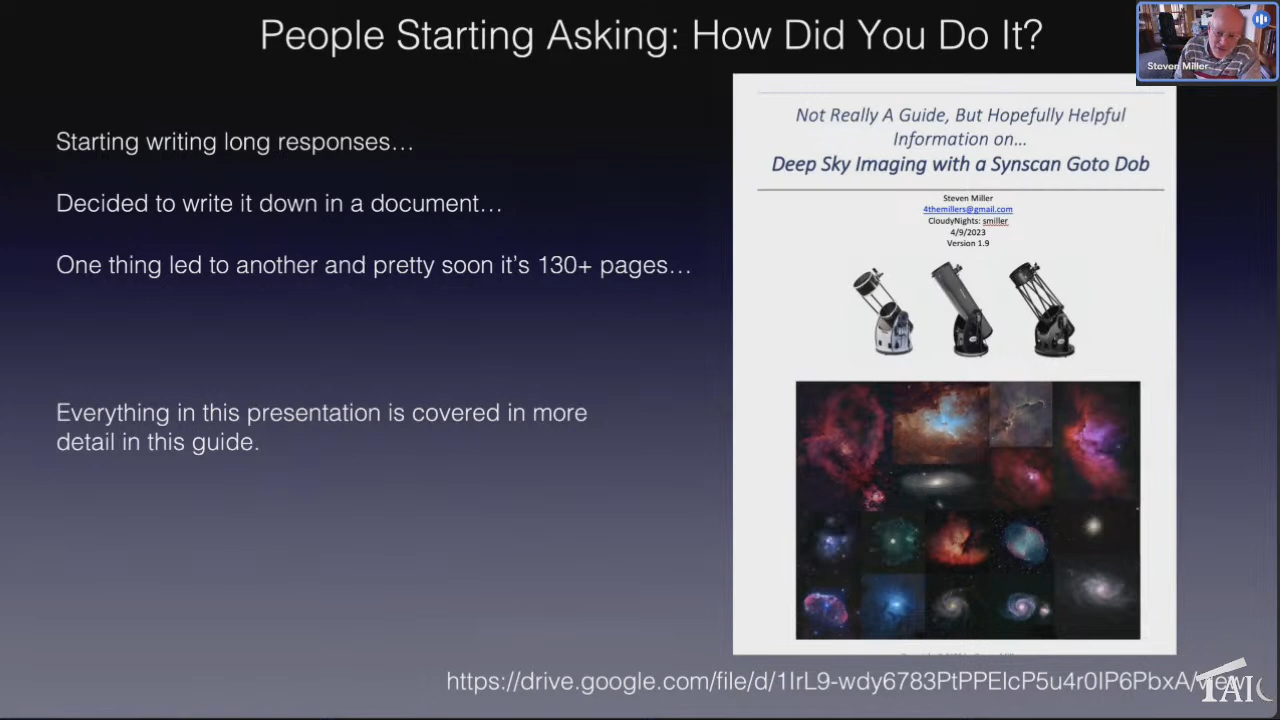 People Starting Asking: How Did You Do It?
Steven Miller
Starting writing long responses…
Decided to write it down in a document…
One thing led to another and pretty soon it's 130+ pages…
Everything in this presentation is covered in more
detail in this guide.
Not Really A Guide, But Hopefully Helpful
Information on…
Deep Sky Imaging with a Synscan Goto Dob
Steven Miller
4themillers@gmail.com
CloudyNights: smiller
4/9/2023
Version 1.9
https://drive.google.com/file/d/1IrL9-wdy6783PtPPElcP5u4r0IP6PbxA/view
TAIC